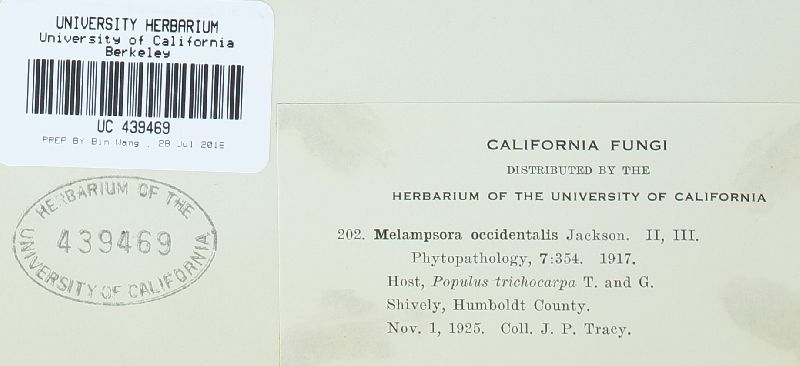 UNIVERSITY HERBARIUM
University of California
Berkeley
UC 439469
PREP BY Bin Wang , 28 Jul 2016
HERBARIUM OF THE
439469
UNIVERSITY OF CALIFORNIA
CALIFORNIA FUNGI
DISTRIBUTED BY THE
HERBARIUM OF THE UNIVERSITY OF CALIFORNIA
202. Melampsora occidentalis Jackson. II, III.
Phytopathology, 7:354. 1917.
Host, Populus trichocarpa T. and G.
Shively, Humboldt County.
Nov. 1, 1925. Coll. J. P. Tracy.